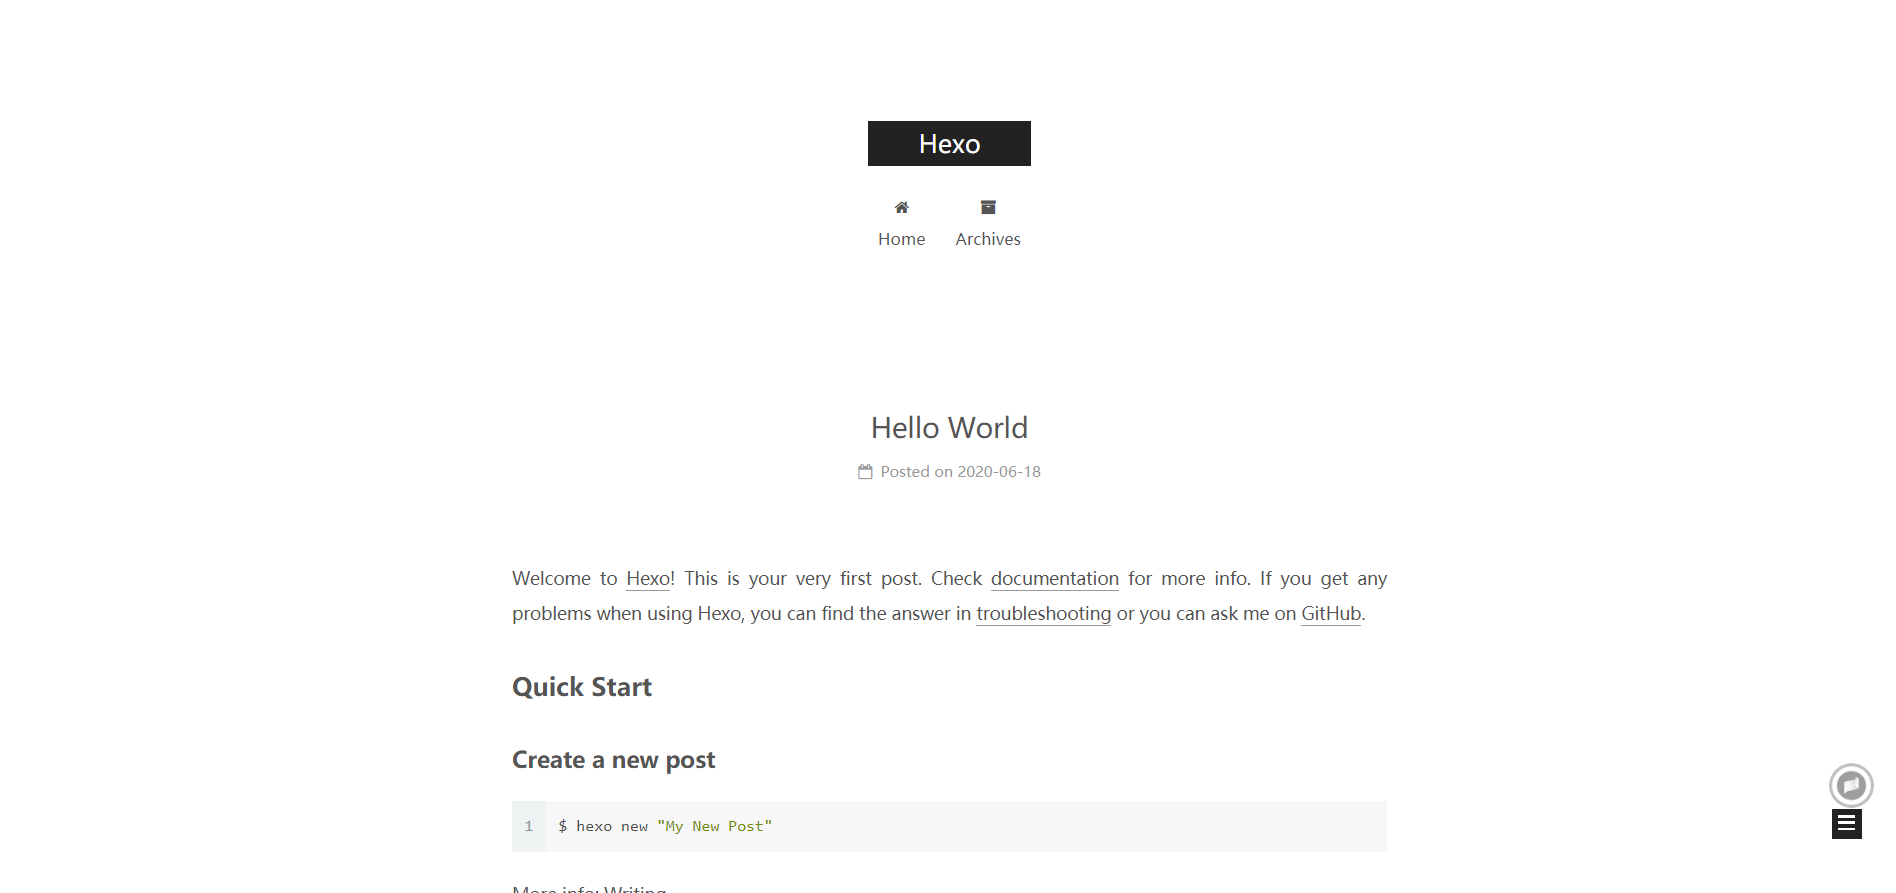 Hexo
Home
Archives
Hello World
Posted on 2020-06-18
Welcome to Hexo! This is your very first post. Check documentation for more info. If you get any
problems when using Hexo, you can find the answer in troubleshooting or you can ask me on GitHub.
Quick Start
Create a new post
1 $ hexo new "My New Post"
More info: Writing